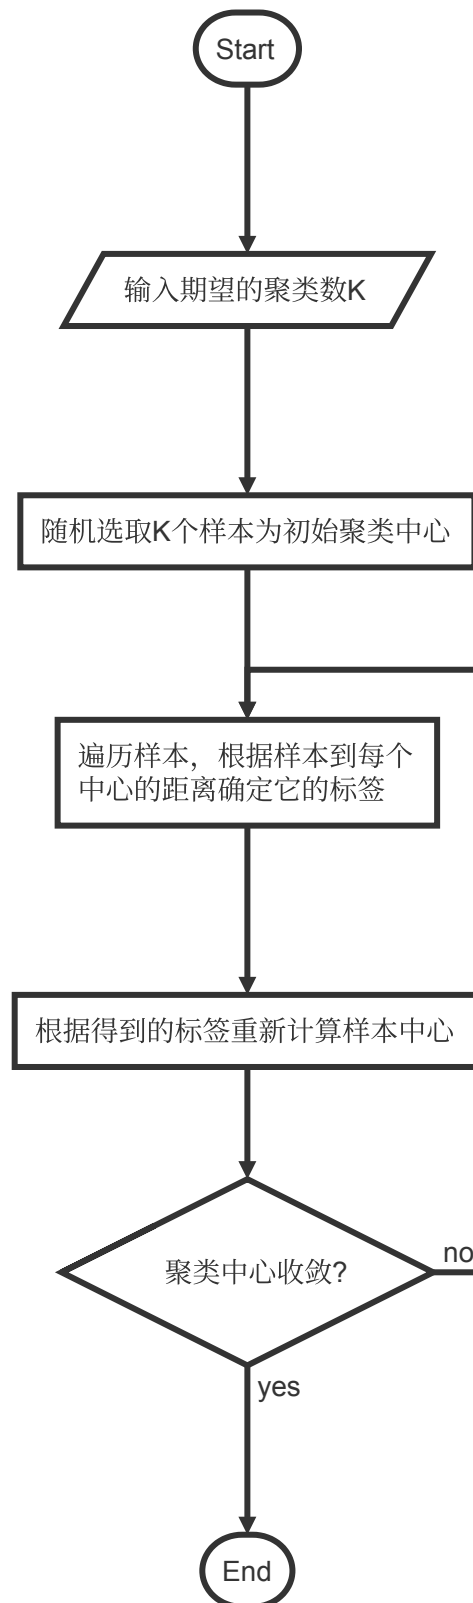 Start
输入期望的聚类数K
随机选取K个样本为初始聚类中心
遍历样本，根据样本到每个
中心的距离确定它的标签
根据得到的标签重新计算样本中心
聚类中心收敛?
no
yes
End